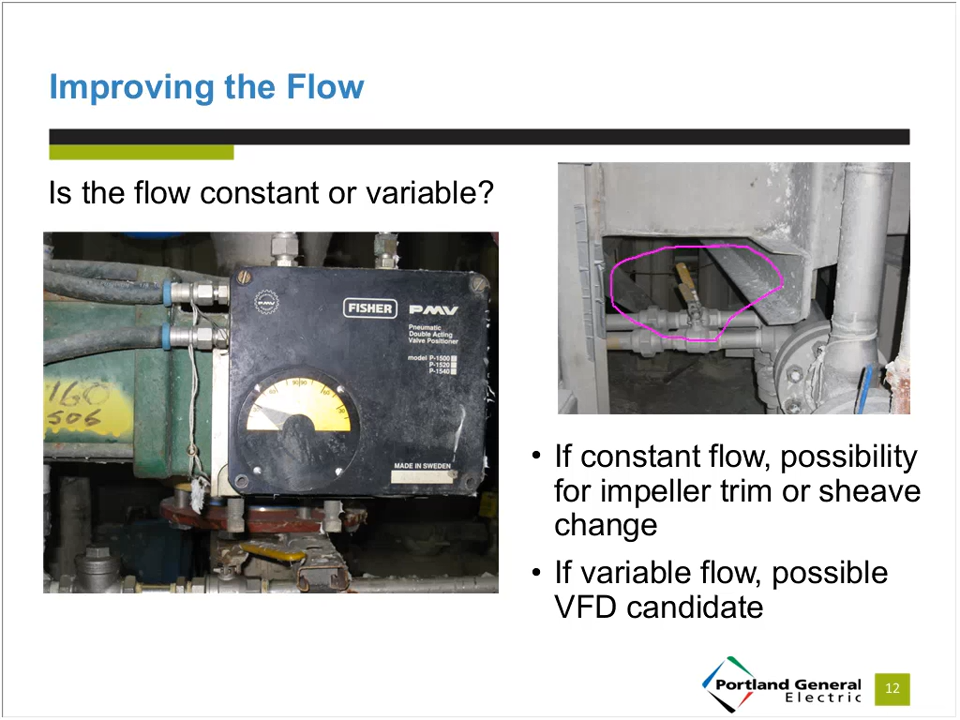 Improving the Flow
Is the flow constant or variable?
PMV
FISHER PMV
Pneumatic
Double Acting
Valve Positioner
model P-1500
P-1520
P-1540
160
506
MADE IN SWEDEN
If constant flow, possibility
for impeller trim or sheave
change
If variable flow, possible
VFD candidate
Portland General
Electric
12